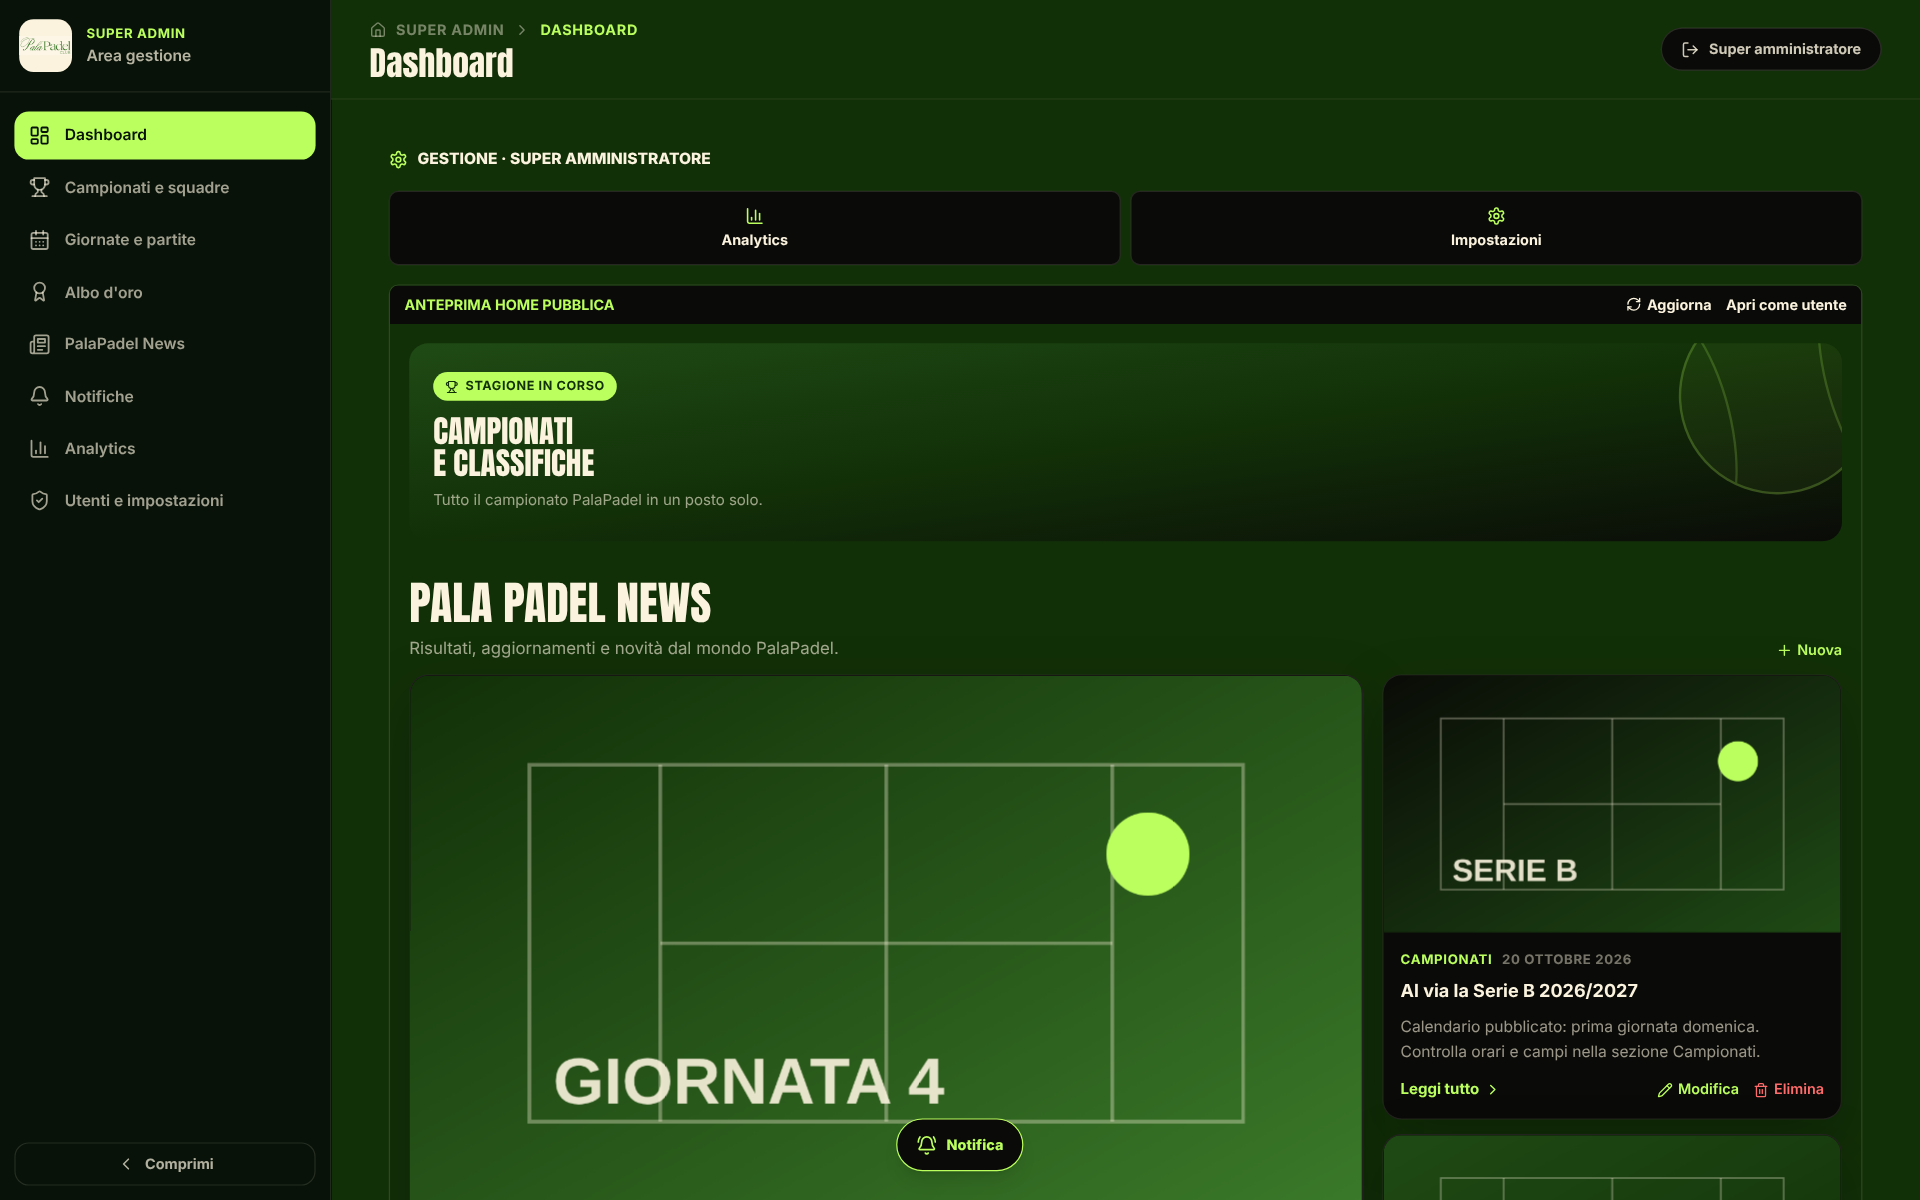 PalaPadel
SUPER ADMIN
Area gestione
Dashboard
Campionati e squadre
Giornate e partite
Albo d'oro
PalaPadel News
Notifiche
Analytics
Utenti e impostazioni
Comprimi
SUPER ADMIN
DASHBOARD
Dashboard
Super amministratore
GESTIONE · SUPER AMMINISTRATORE
Analytics
Impostazioni
ANTEPRIMA HOME PUBBLICA
Aggiorna
Apri come utente
STAGIONE IN CORSO
CAMPIONATI
E CLASSIFICHE
Tutto il campionato PalaPadel in un posto solo.
PALA PADEL NEWS
Risultati, aggiornamenti e novità dal mondo PalaPadel.
Nuova
GIORNATA 4
SERIE B
CAMPIONATI 20 OTTOBRE 2026
Al via la Serie B 2026/2027
Calendario pubblicato: prima giornata domenica.
Controlla orari e campi nella sezione Campionati.
Leggi tutto
Modifica
Elimina
Notifica